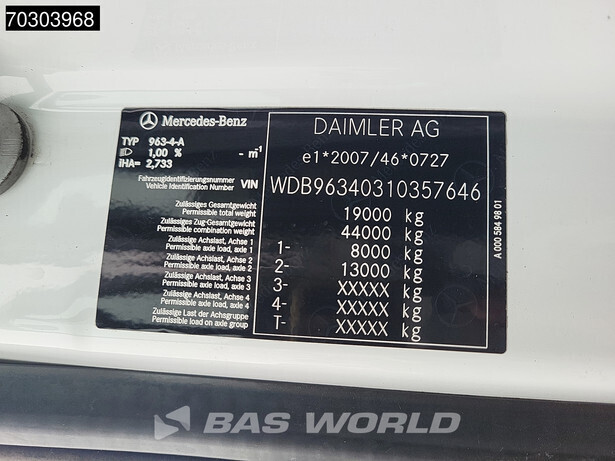 70303968
Mercedes-Benz
TYP 963-4-A
1,00 % - m⁻¹
iHA= 2,733
DAIMLER AG
e1*2007/46*0727
Fahrzeugidentifizierungsnummer
Vehicle Identification Number VIN
WDB96340310357646
Zulässiges Gesamtgewicht
Permissible total weight
19000 kg
Zulässiges Gesamtzuggewicht
Permissible combination weight
44000 kg
Zulässige Achslast, Achse 1
Permissible axle load, axle 1
1- 8000 kg
Zulässige Achslast, Achse 2
Permissible axle load, axle 2
2- 13000 kg
Zulässige Achslast, Achse 3
Permissible axle load, axle 3
3- XXXXX kg
Zulässige Achslast, Achse 4
Permissible axle load, axle 4
4- XXXXX kg
Zulässige Last der Achsgruppe
Permissible load on axle group
T- XXXXX kg
A 000 584 98 01
BAS WORLD